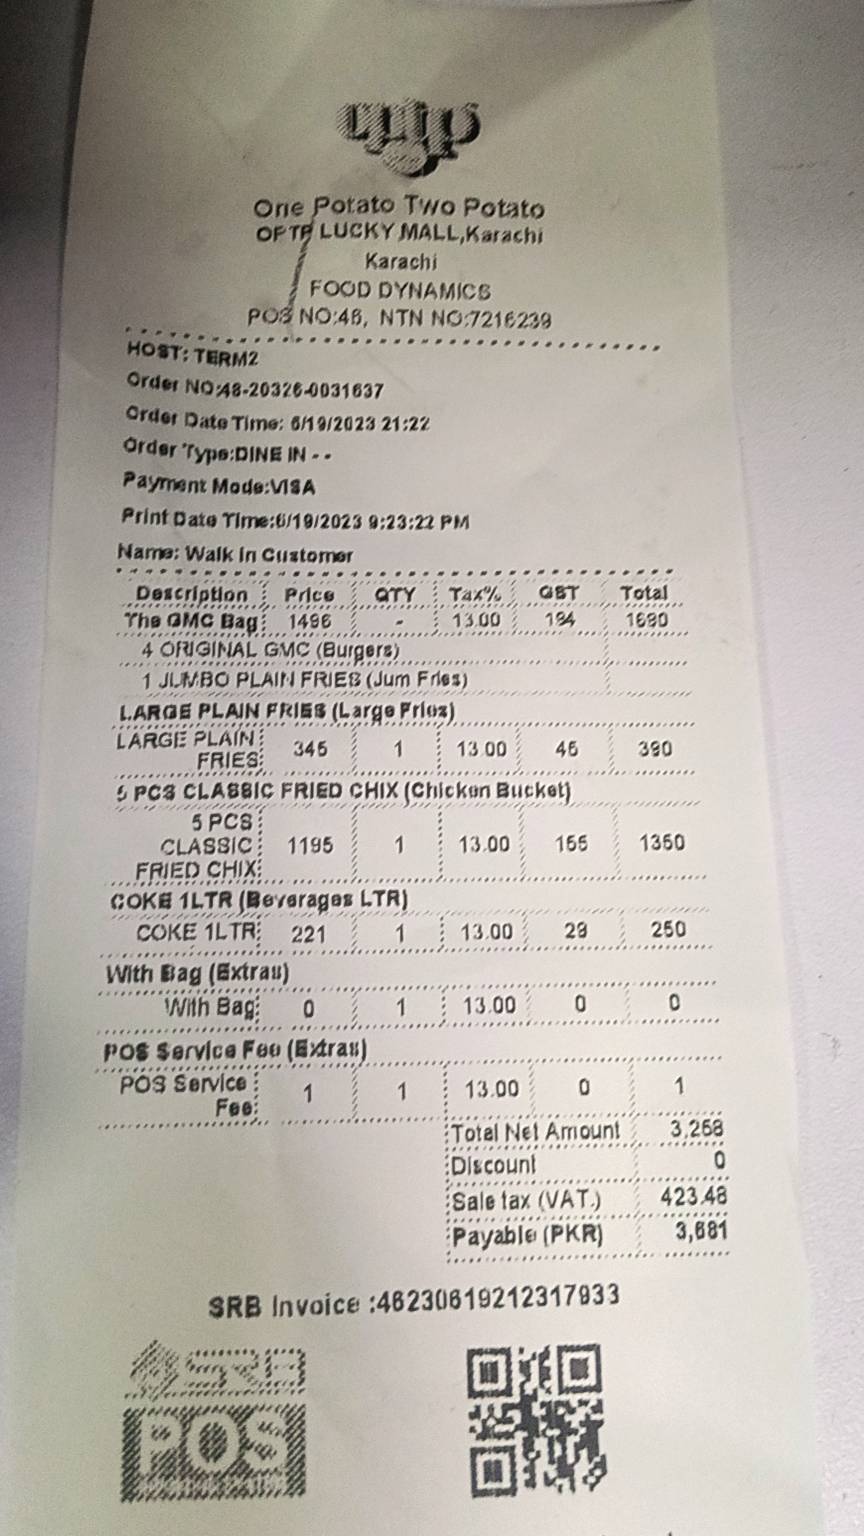 One Potato Two Potato
OPTP LUCKY MALL,Karachi
Karachi
FOOD DYNAMICS
POS NO:46, NTN NO:7216239
HOST: TERM2
Order NO:48-20326-0031637
Order Date Time: 6/19/2023 21:22
Order Type:DINE IN - -
Payment Mode:VISA
Print Date Time:6/19/2023 9:23:22 PM
Name: Walk in Customer
Description Price QTY Tax% GST Total
The GMC Bag 1496 - 13.00 194 1690
4 ORIGINAL GMC (Burgers)
1 JUMBO PLAIN FRIES (Jum Fries)
LARGE PLAIN FRIES (Large Fries)
LARGE PLAIN
FRIES 345 1 13.00 45 390
5 PCS CLASSIC FRIED CHIX (Chicken Bucket)
5 PCS
CLASSIC 1195 1 13.00 155 1350
FRIED CHIX
COKE 1LTR (Beverages LTR)
COKE 1LTR 221 1 13.00 29 250
With Bag (Extras)
With Bag 0 1 13.00 0 0
POS Service Fee (Extras)
POS Service
Fee 1 1 13.00 0 1
Total Net Amount 3,258
Discount 0
Sale tax (VAT.) 423.48
Payable (PKR) 3,681
SRB Invoice :46230619212317933
SRB
POS